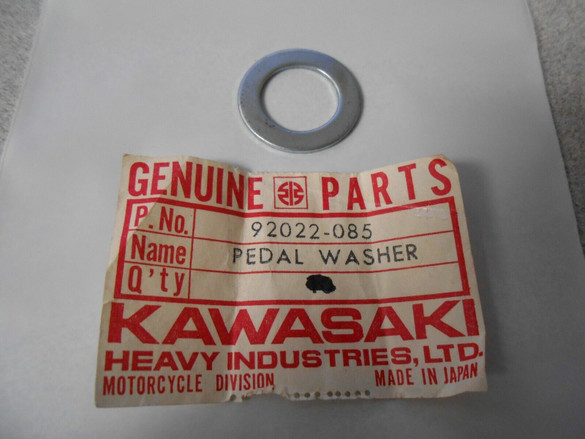 GENUINE PARTS
P.No. 92022-085
Name PEDAL WASHER
Q'ty
KAWASAKI
HEAVY INDUSTRIES, LTD.
MOTORCYCLE DIVISION MADE IN JAPAN